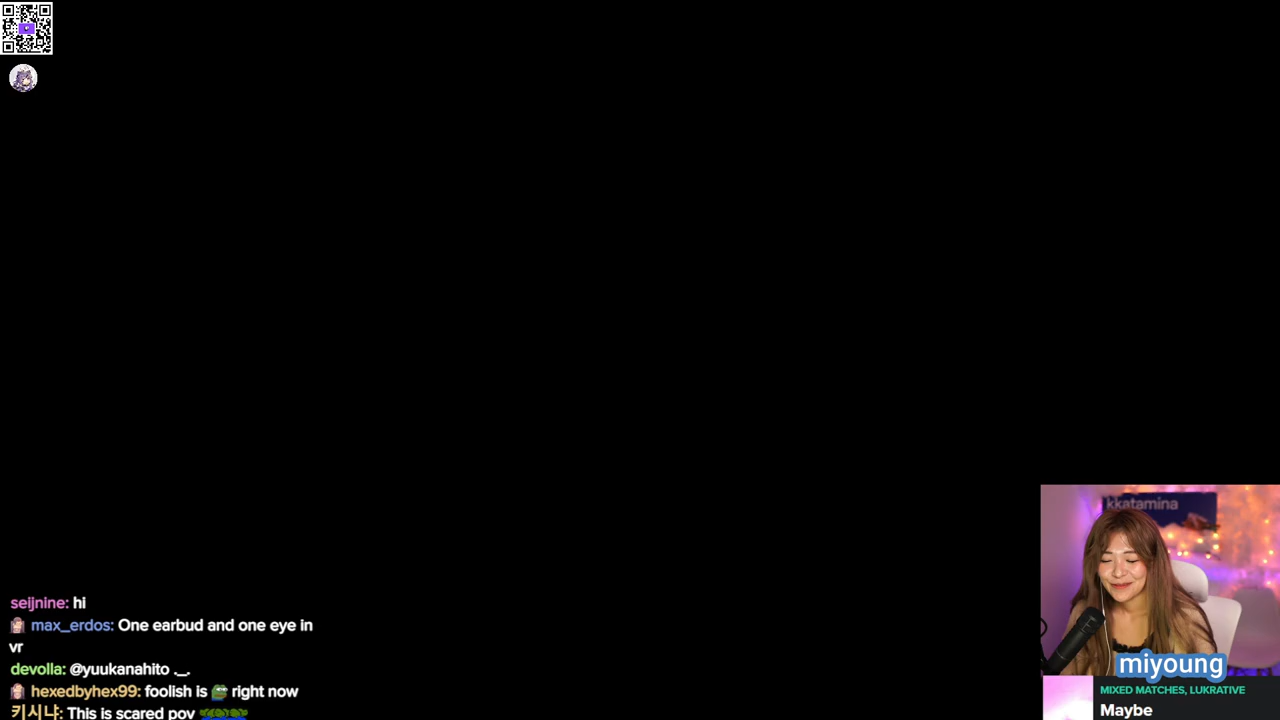 seijnine: hi
max_erdos: One earbud and one eye in
vr
devolla: @yuukanahito ._.
hexedbyhex99: foolish is right now
키시냐: This is scared pov
kkatamina
miyoung
MIXED MATCHES, LUKRATIVE
Maybe